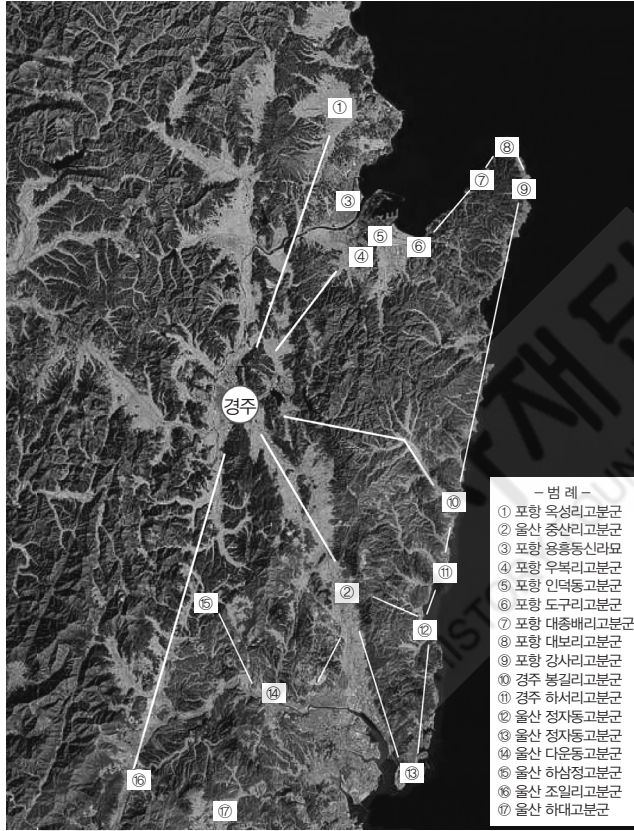 ①
⑧
⑦
⑨
③
⑤
⑥
④
경주
⑩
⑪
②
⑮
⑫
⑭
⑬
⑯
⑰
– 범 례 –
① 포항 옥성리고분군
② 울산 중산리고분군
③ 포항 용흥동신라묘
④ 포항 우복리고분군
⑤ 포항 인덕동고분군
⑥ 포항 도구리고분군
⑦ 포항 대종배리고분군
⑧ 포항 대보리고분군
⑨ 포항 강사리고분군
⑩ 경주 봉길리고분군
⑪ 경주 하서리고분군
⑫ 울산 정자동고분군
⑬ 울산 정자동고분군
⑭ 울산 다운동고분군
⑮ 울산 하삼정고분군
⑯ 울산 조일리고분군
⑰ 울산 하대고분군